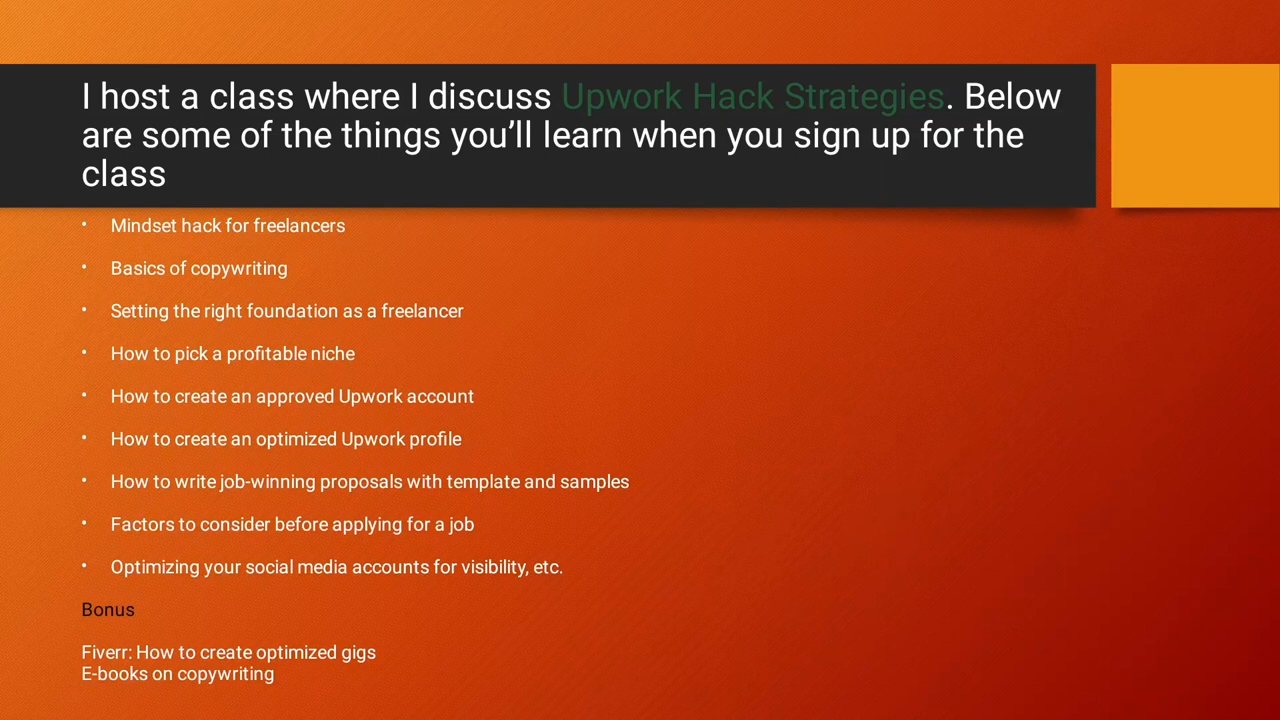 I host a class where I discuss Upwork Hack Strategies. Below
are some of the things you’ll learn when you sign up for the
class
• Mindset hack for freelancers
• Basics of copywriting
• Setting the right foundation as a freelancer
• How to pick a profitable niche
• How to create an approved Upwork account
• How to create an optimized Upwork profile
• How to write job-winning proposals with template and samples
• Factors to consider before applying for a job
• Optimizing your social media accounts for visibility, etc.
Bonus
Fiverr: How to create optimized gigs
E-books on copywriting